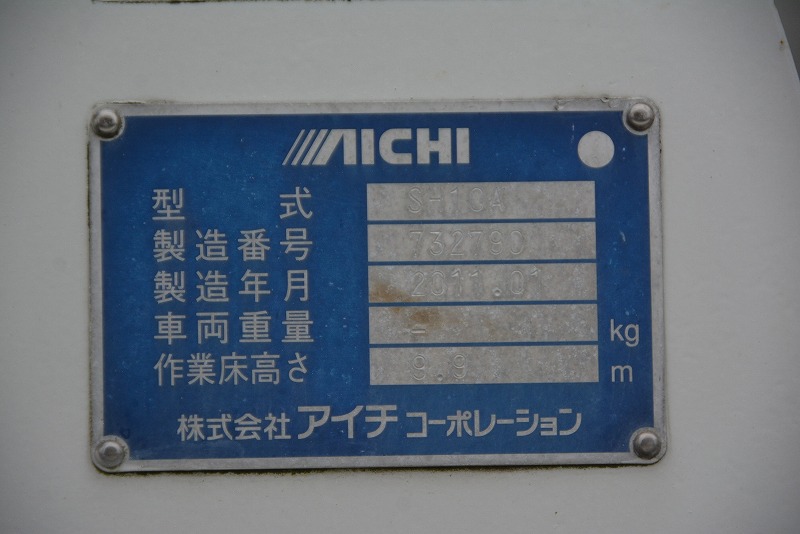 AICHI
型式 SH10A
製造番号 732790
製造年月 2011.01
車両重量 - kg
作業床高さ 9.9 m
株式会社アイチコーポレーション